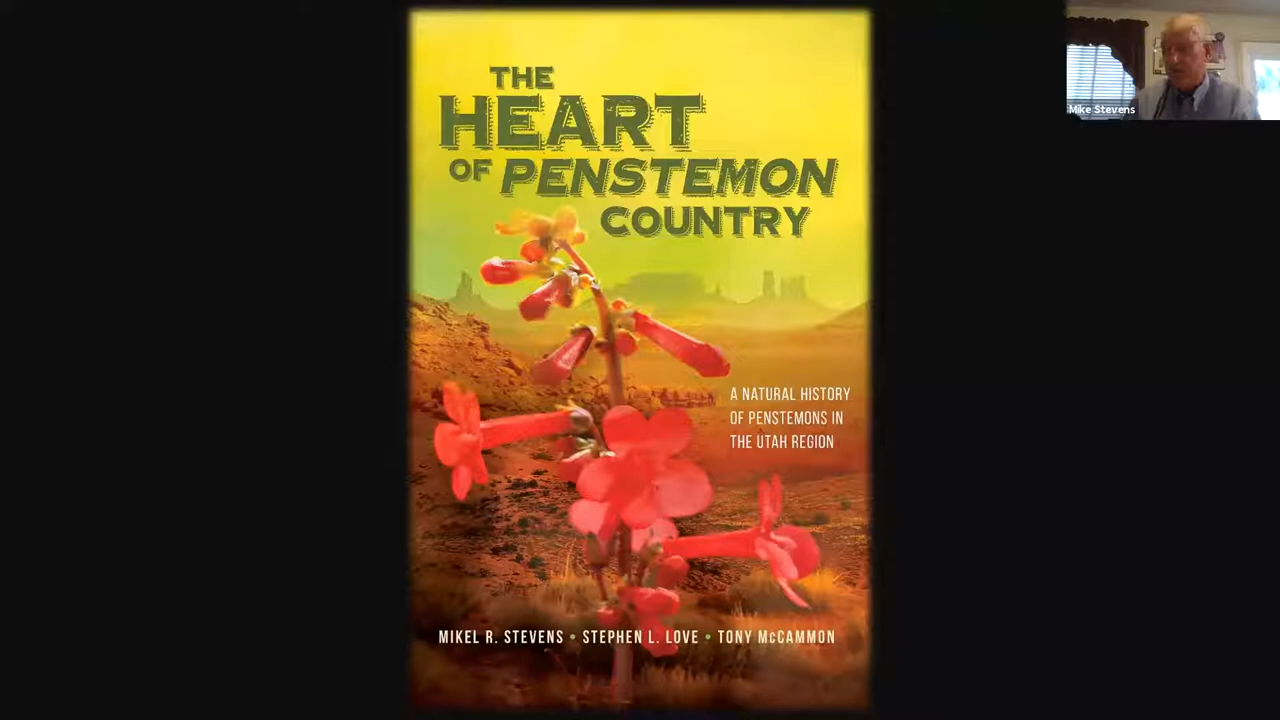 THE
HEART
OF PENSTEMON
COUNTRY
A NATURAL HISTORY
OF PENSTEMONS IN
THE UTAH REGION
MIKEL R. STEVENS • STEPHEN L. LOVE • TONY McCAMMON
Mike Stevens